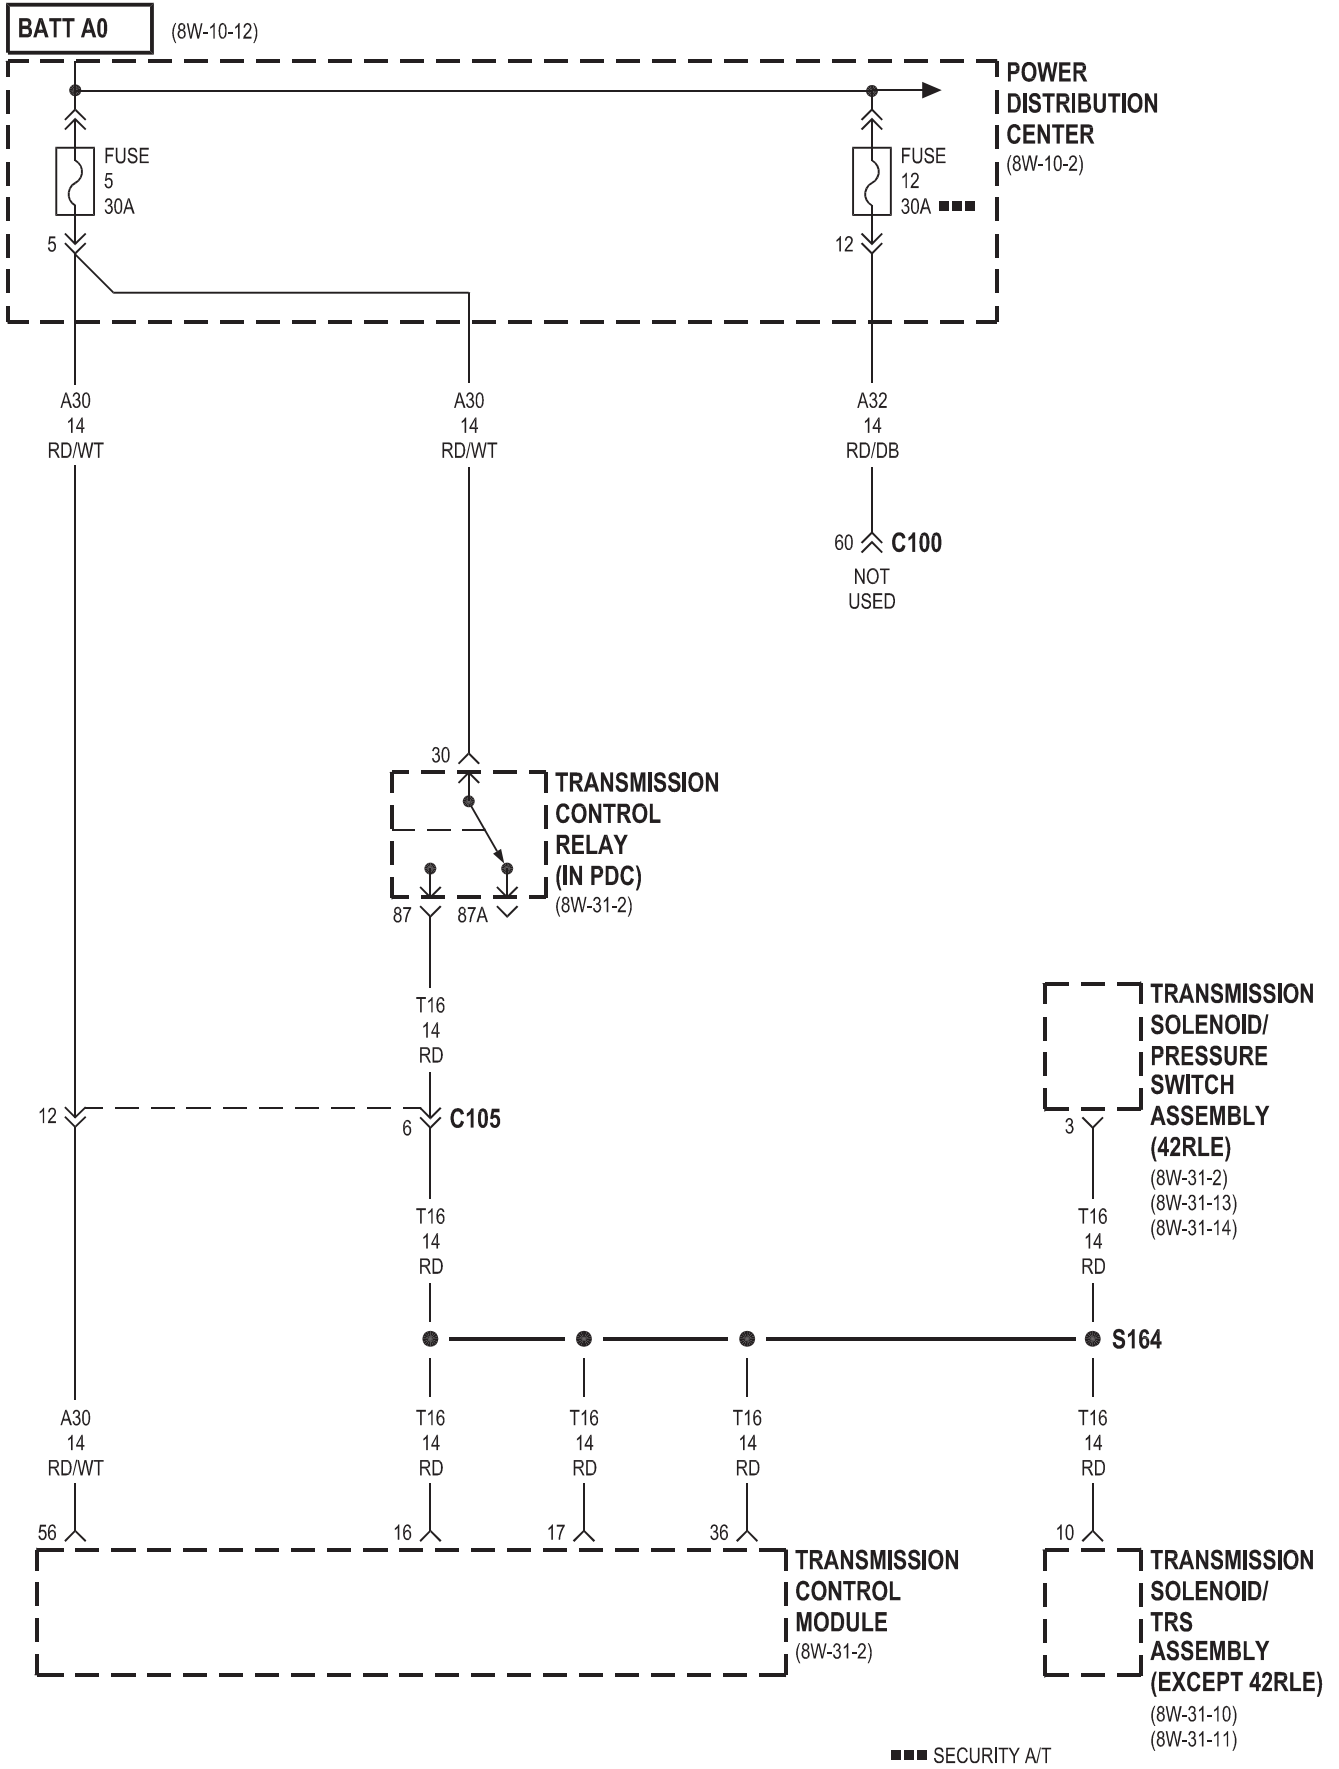 BATT A0
(8W-10-12)
POWER
DISTRIBUTION
CENTER
(8W-10-2)
FUSE
5
30A
5
FUSE
12
30A
12
A30
14
RD/WT
A30
14
RD/WT
A32
14
RD/DB
60
C100
NOT
USED
30
TRANSMISSION
CONTROL
RELAY
(IN PDC)
(8W-31-2)
87
87A
T16
14
RD
12
6
C105
TRANSMISSION
SOLENOID/
PRESSURE
SWITCH
ASSEMBLY
(42RLE)
(8W-31-2)
(8W-31-13)
(8W-31-14)
3
T16
14
RD
T16
14
RD
S164
A30
14
RD/WT
T16
14
RD
T16
14
RD
T16
14
RD
T16
14
RD
56
16
17
36
10
TRANSMISSION
CONTROL
MODULE
(8W-31-2)
TRANSMISSION
SOLENOID/
TRS
ASSEMBLY
(EXCEPT 42RLE)
(8W-31-10)
(8W-31-11)
SECURITY A/T